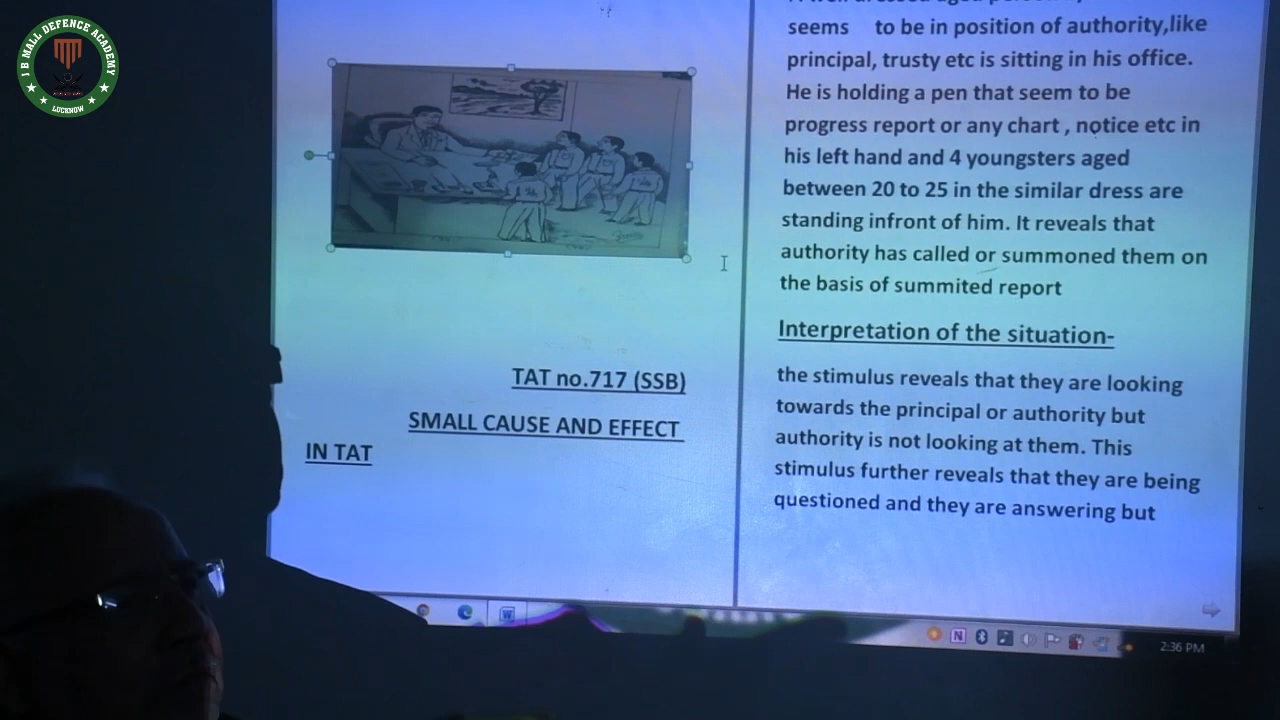 J B MALL DEFENCE ACADEMY
LUCKNOW
TAT no.717 (SSB)
SMALL CAUSE AND EFFECT
IN TAT
seems to be in position of authority,like
principal, trusty etc is sitting in his office.
He is holding a pen that seem to be
progress report or any chart , notice etc in
his left hand and 4 youngsters aged
between 20 to 25 in the similar dress are
standing infront of him. It reveals that
authority has called or summoned them on
the basis of summited report
Interpretation of the situation-
the stimulus reveals that they are looking
towards the principal or authority but
authority is not looking at them. This
stimulus further reveals that they are being
questioned and they are answering but
2:36 PM